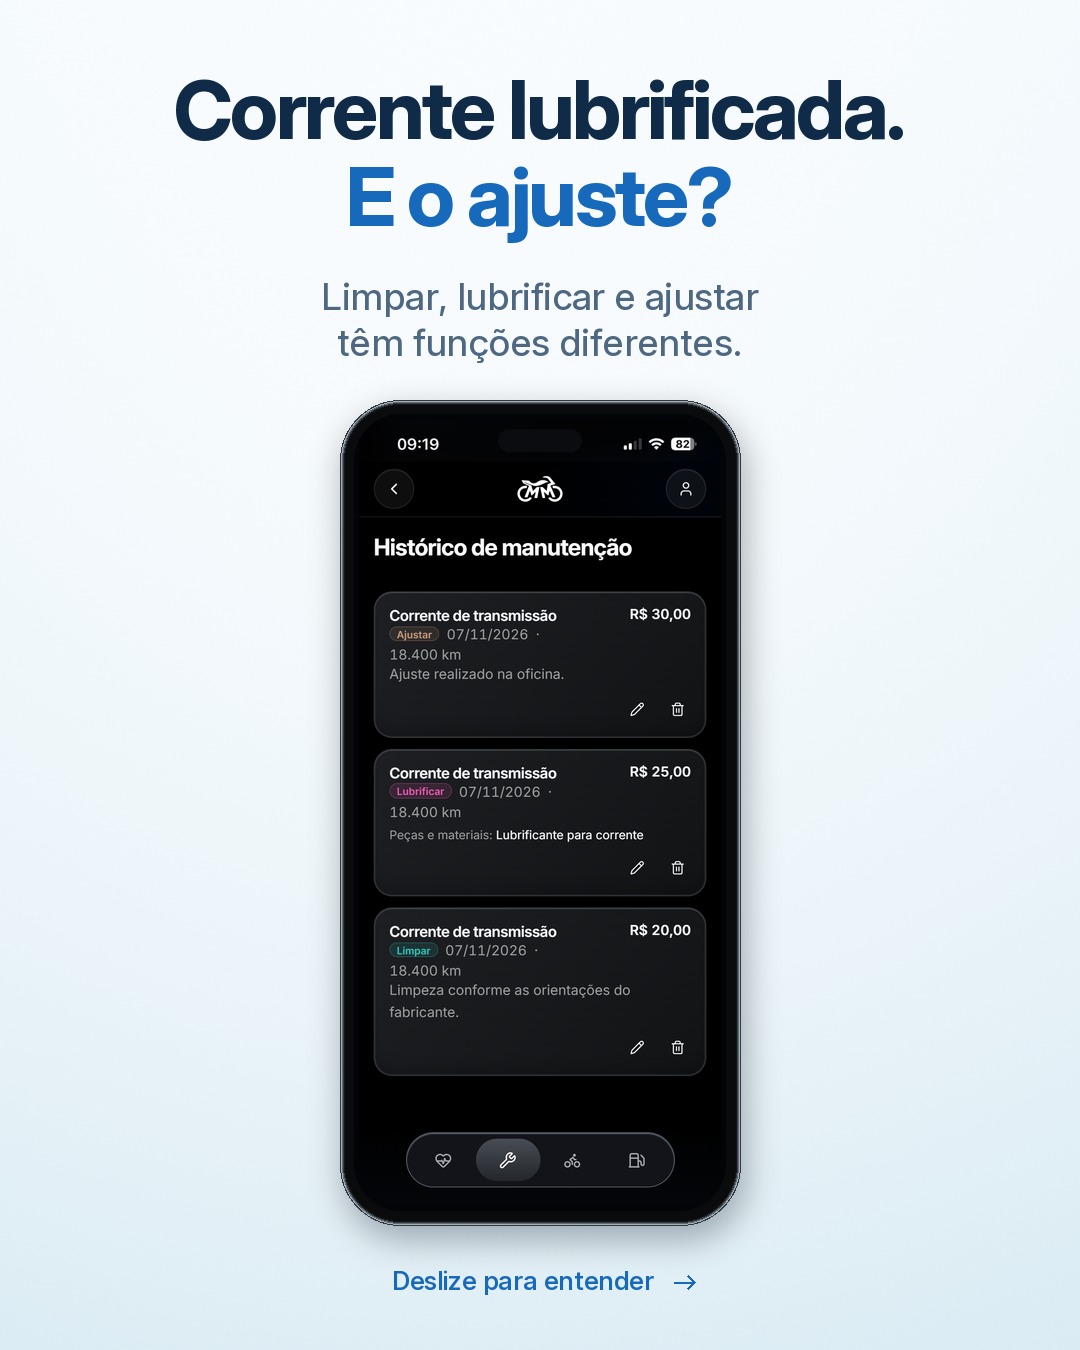 Corrente lubrificada.
E o ajuste?
Limpar, lubrificar e ajustar
têm funções diferentes.
09:19
82
MM
Histórico de manutenção
Corrente de transmissão R$ 30,00
Ajustar 07/11/2026 ·
18.400 km
Ajuste realizado na oficina.
Corrente de transmissão R$ 25,00
Lubrificar 07/11/2026 ·
18.400 km
Peças e materiais: Lubrificante para corrente
Corrente de transmissão R$ 20,00
Limpar 07/11/2026 ·
18.400 km
Limpeza conforme as orientações do
fabricante.
Deslize para entender →